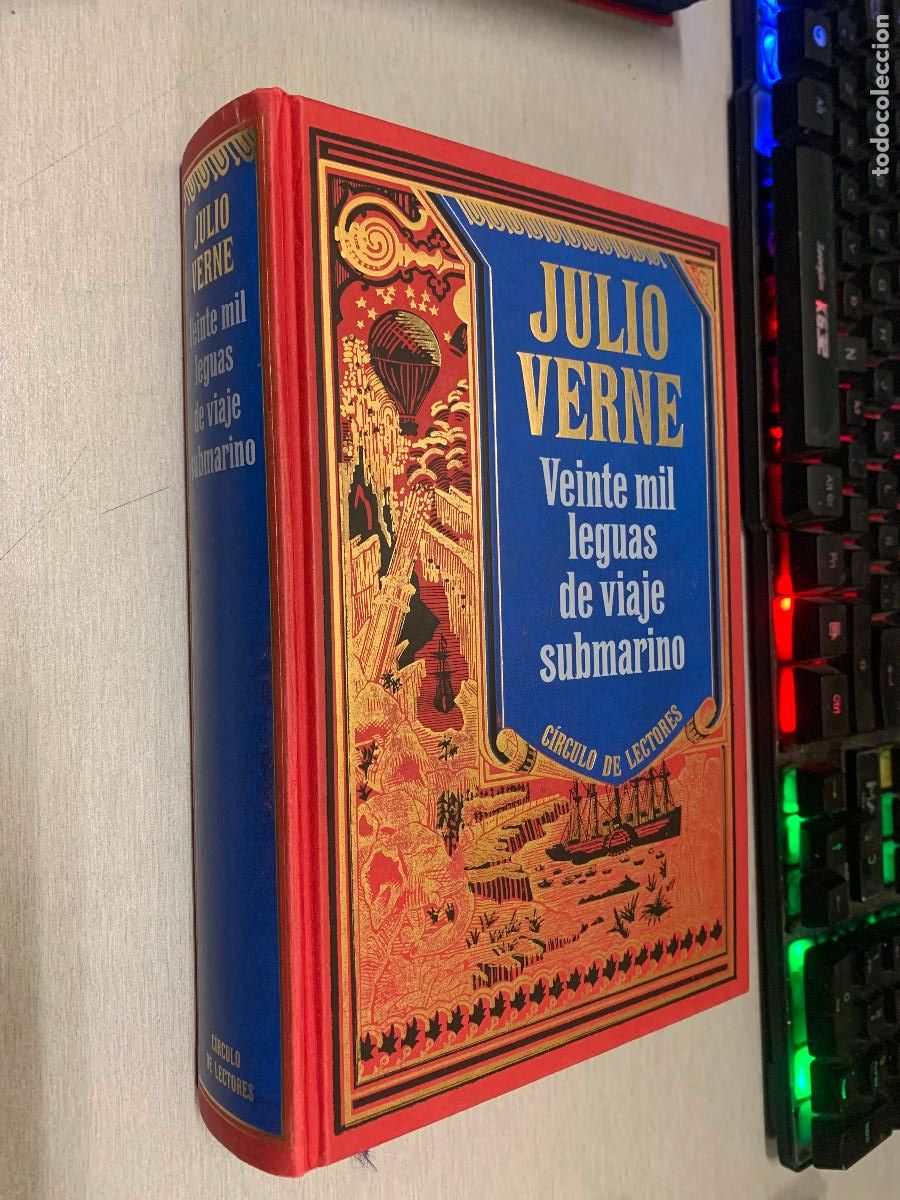 JULIO
VERNE
Veinte mil
leguas
de viaje
submarino
CÍRCULO
DE LECTORES
JULIO
VERNE
Veinte mil
leguas
de viaje
submarino
CÍRCULO DE LECTORES
todocoleccion